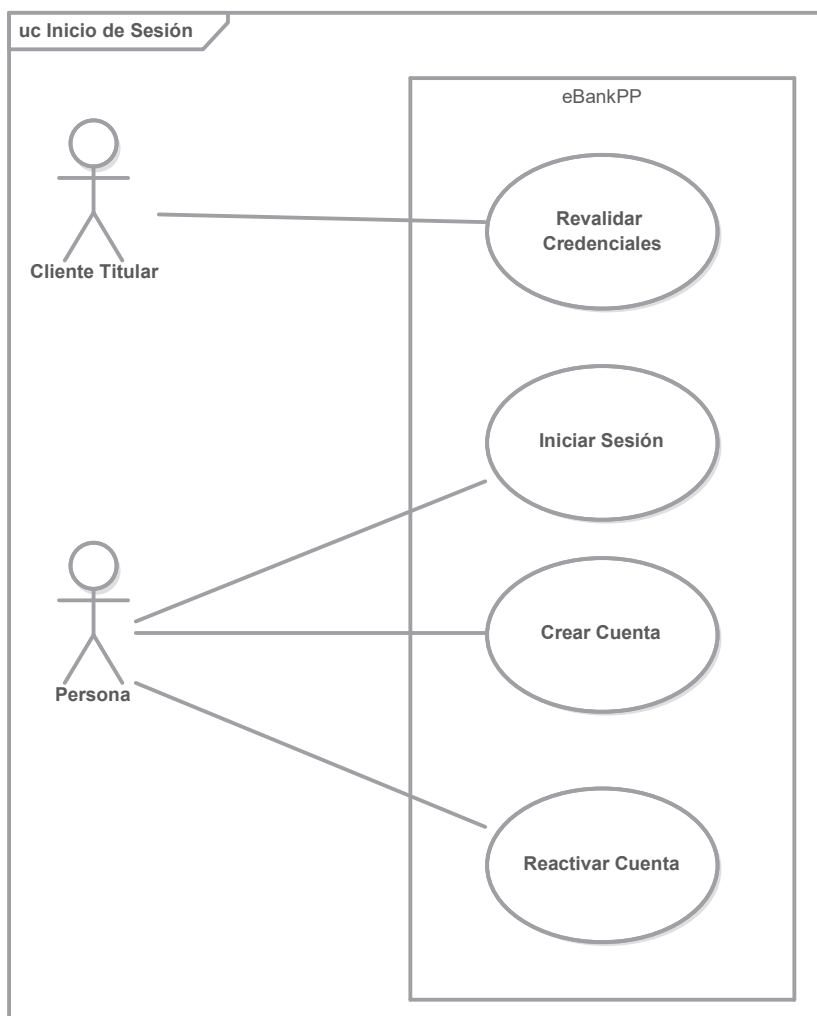 uc Inicio de Sesión
eBankPP
Revalidar
Credenciales
Cliente Titular
Iniciar Sesión
Crear Cuenta
Persona
Reactivar Cuenta